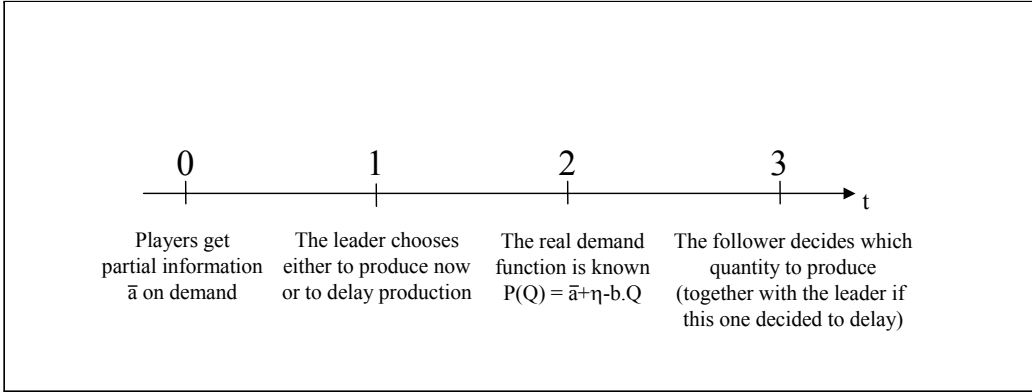 0 1 2 3
t
Players get
partial information
a̅ on demand
The leader chooses
either to produce now
or to delay production
The real demand
function is known
P(Q) = a̅+η-b.Q
The follower decides which
quantity to produce
(together with the leader if
this one decided to delay)